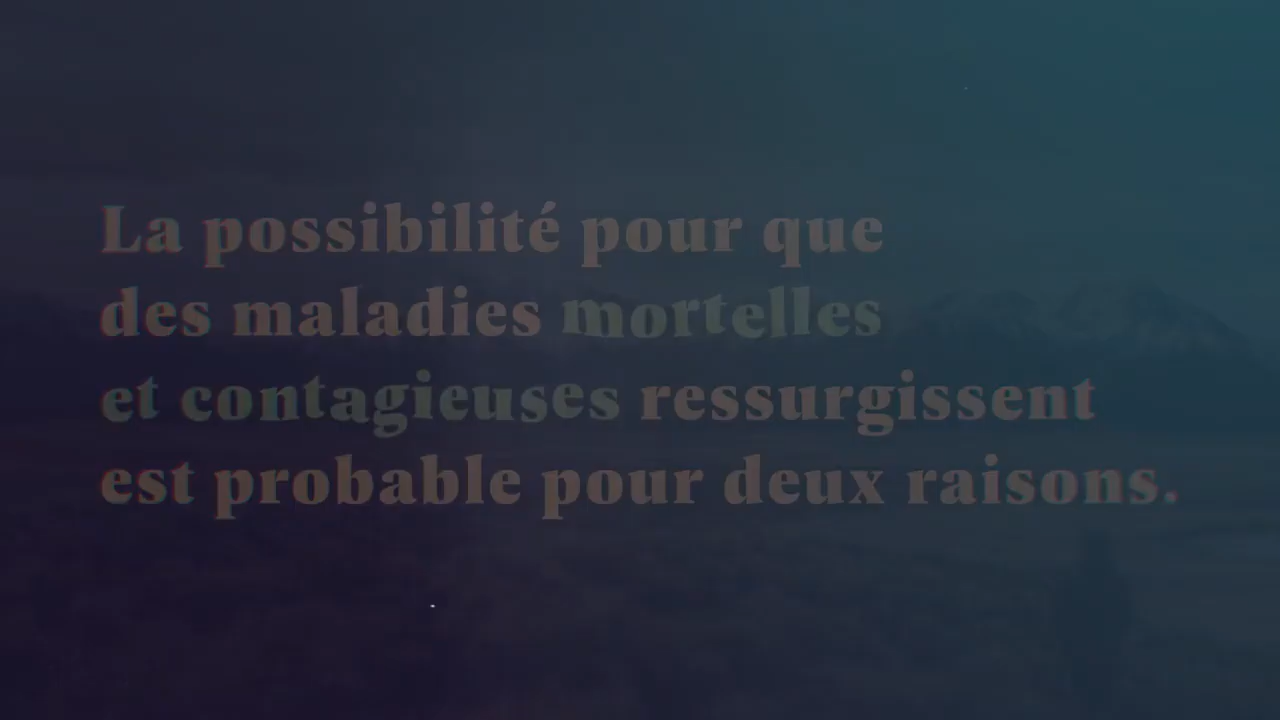 La possibilité pour que
des maladies mortelles
et contagieuses ressurgissent
est probable pour deux raisons.